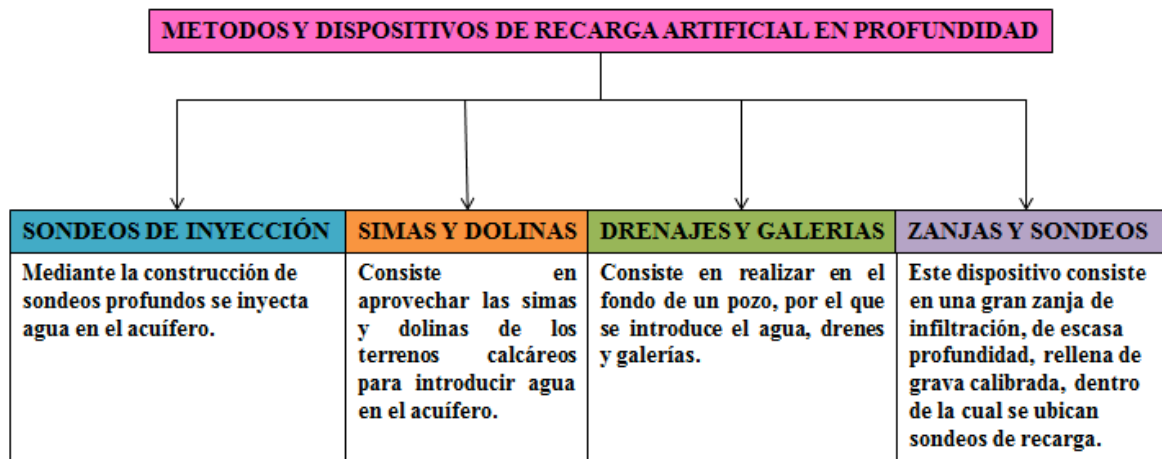 METODOS Y DISPOSITIVOS DE RECARGA ARTIFICIAL EN PROFUNDIDAD
SONDEOS DE INYECCIÓN
Mediante la construcción de
sondeos profundos se inyecta
agua en el acuífero.
SIMAS Y DOLINAS
Consiste en
aprovechar las simas
y dolinas de los
terrenos calcáreos
para introducir agua
en el acuífero.
DRENAJES Y GALERIAS
Consiste en realizar en el
fondo de un pozo, por el que
se introduce el agua, drenes
y galerías.
ZANJAS Y SONDEOS
Este dispositivo consiste
en una gran zanja de
infiltración, de escasa
profundidad, rellena de
grava calibrada, dentro
de la cual se ubican
sondeos de recarga.